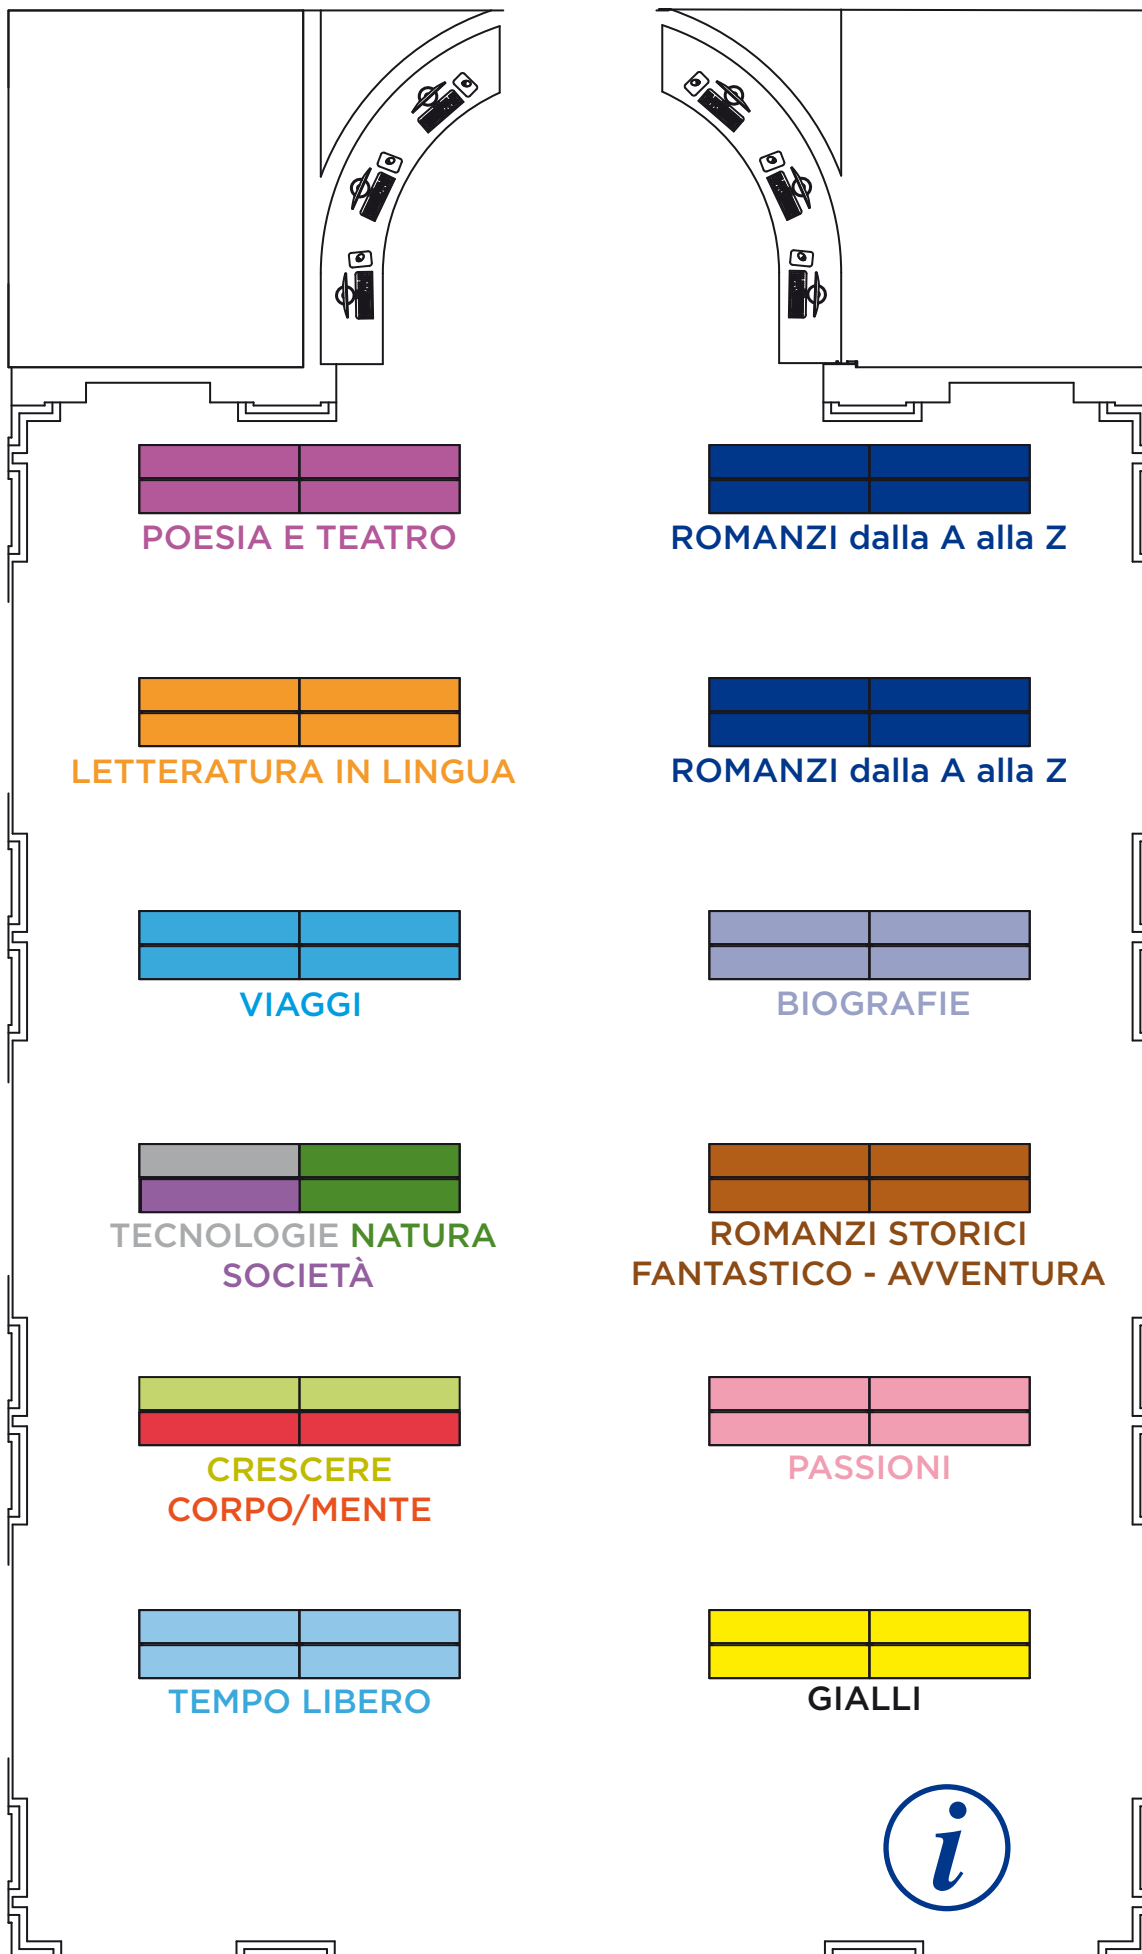 POESIA E TEATRO
ROMANZI dalla A alla Z
LETTERATURA IN LINGUA
ROMANZI dalla A alla Z
VIAGGI
BIOGRAFIE
TECNOLOGIE NATURA
SOCIETÀ
ROMANZI STORICI
FANTASTICO - AVVENTURA
CRESCERE
CORPO/MENTE
PASSIONI
TEMPO LIBERO
GIALLI
i